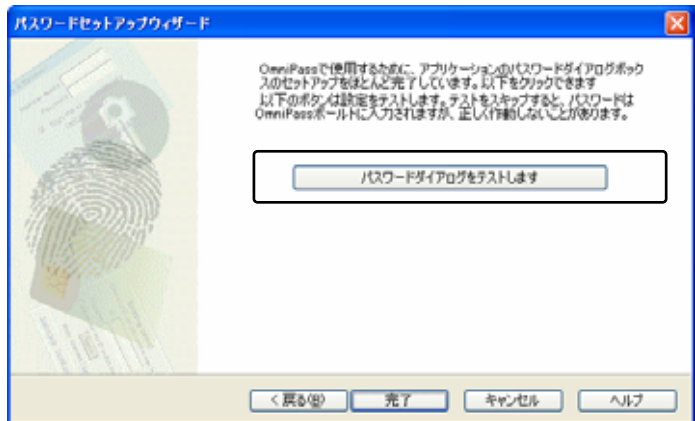 パスワードセットアップウィザード
OmniPassで使用するために、アプリケーションのパスワードダイアログボック
スのセットアップをほとんど完了しています。以下をクリックできます
以下のボタンは設定をテストします。テストをスキップすると、パスワードは
OmniPassボールトに入力されますが、正しく作動しないことがあります。
パスワードダイアログをテストします
< 戻る(B)
完了
キャンセル
ヘルプ